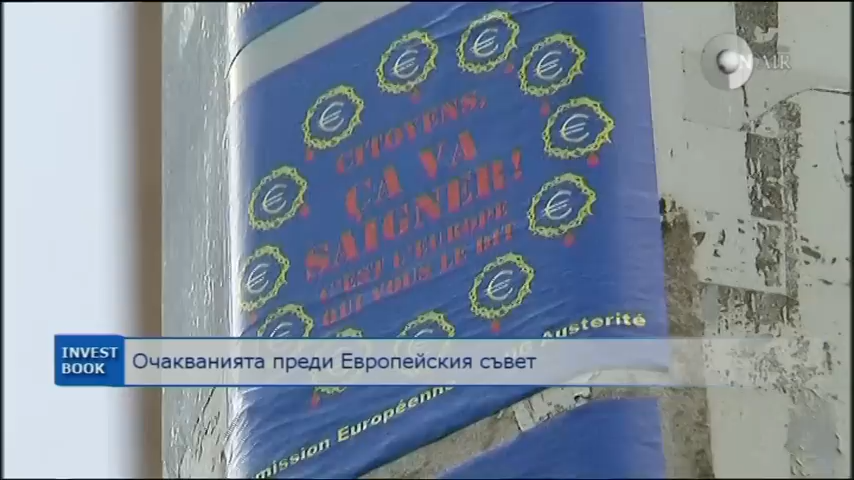 ON AIR
CITOYENS,
ÇA VA
SAIGNER!
C'EST L'EUROPE
QUI VOUS LE DIT
Austerité
mission Européenne
INVEST
BOOK
Очакванията преди Европейския съвет